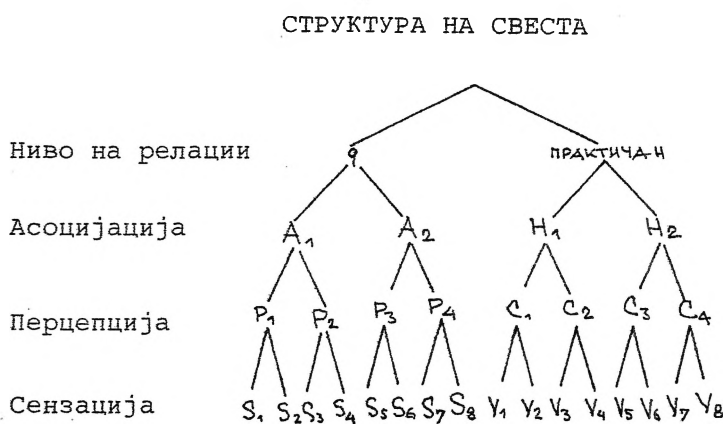 СТРУКТУРА НА СВЕСТА
Ниво на релации q ПРАКТИЧАН
Асоцијација A₁ A₂ H₁ H₂
Перцепција P₁ P₂ P₃ P₄ C₁ C₂ C₃ C₄
Сензација S₁ S₂ S₃ S₄ S₅ S₆ S₇ S₈ Y₁ Y₂ Y₃ Y₄ Y₅ Y₆ Y₇ Y₈